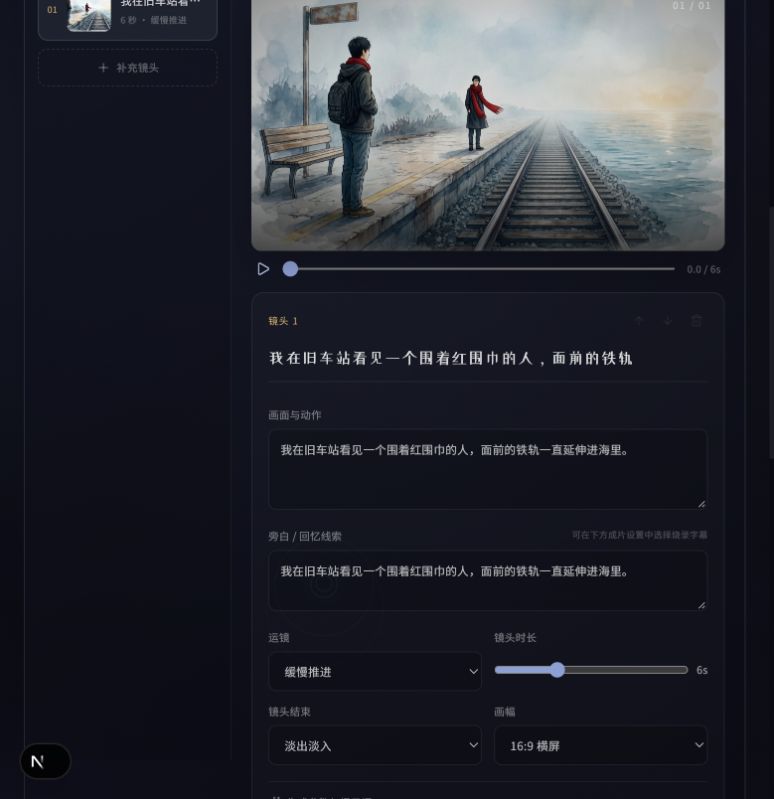 01
我在旧车站看…
6 秒 · 缓慢推进
+ 补充镜头
01 / 01
0.0 / 6s
镜头 1
我在旧车站看见一个围着红围巾的人，面前的铁轨
画面与动作
我在旧车站看见一个围着红围巾的人，面前的铁轨一直延伸进海里。
旁白 / 回忆线索
可在下方成片设置中选择烧录字幕
我在旧车站看见一个围着红围巾的人，面前的铁轨一直延伸进海里。
运镜
镜头时长
缓慢推进
6s
镜头结束
画幅
淡出淡入
16:9 横屏
N